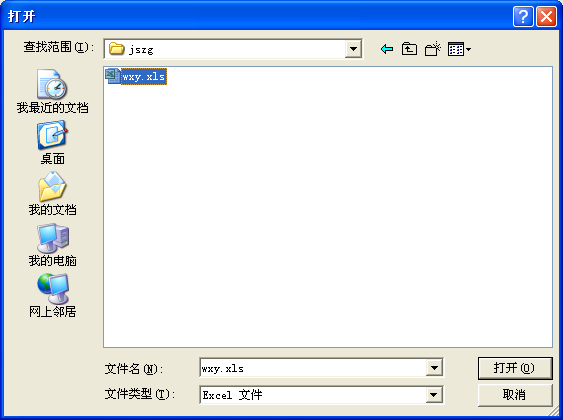 打开
查找范围(I):
jszg
wxy.xls
我最近的文档
桌面
我的文档
我的电脑
网上邻居
文件名(N):
wxy.xls
打开(O)
文件类型(T):
Excel 文件
取消